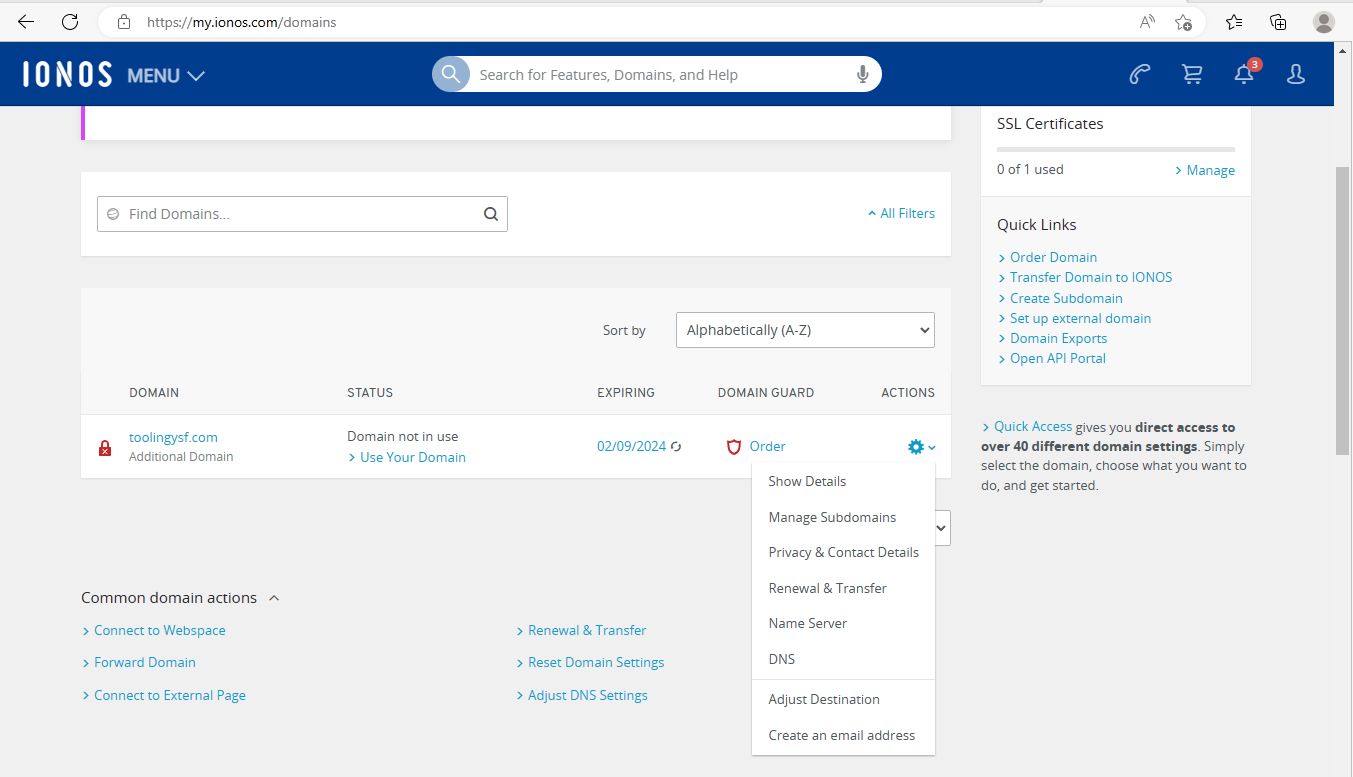 https://my.ionos.com/domains
IONOS MENU
Search for Features, Domains, and Help
3
SSL Certificates
0 of 1 used
Manage
Find Domains...
All Filters
Quick Links
Order Domain
Transfer Domain to IONOS
Create Subdomain
Set up external domain
Domain Exports
Open API Portal
Sort by
Alphabetically (A-Z)
DOMAIN STATUS EXPIRING DOMAIN GUARD ACTIONS
toolingysf.com
Additional Domain
Domain not in use
Use Your Domain
02/09/2024
Order
Quick Access gives you direct access to
over 40 different domain settings. Simply
select the domain, choose what you want to
do, and get started.
Show Details
Manage Subdomains
Privacy & Contact Details
Renewal & Transfer
Name Server
DNS
Adjust Destination
Create an email address
Common domain actions
Connect to Webspace
Forward Domain
Connect to External Page
Renewal & Transfer
Reset Domain Settings
Adjust DNS Settings